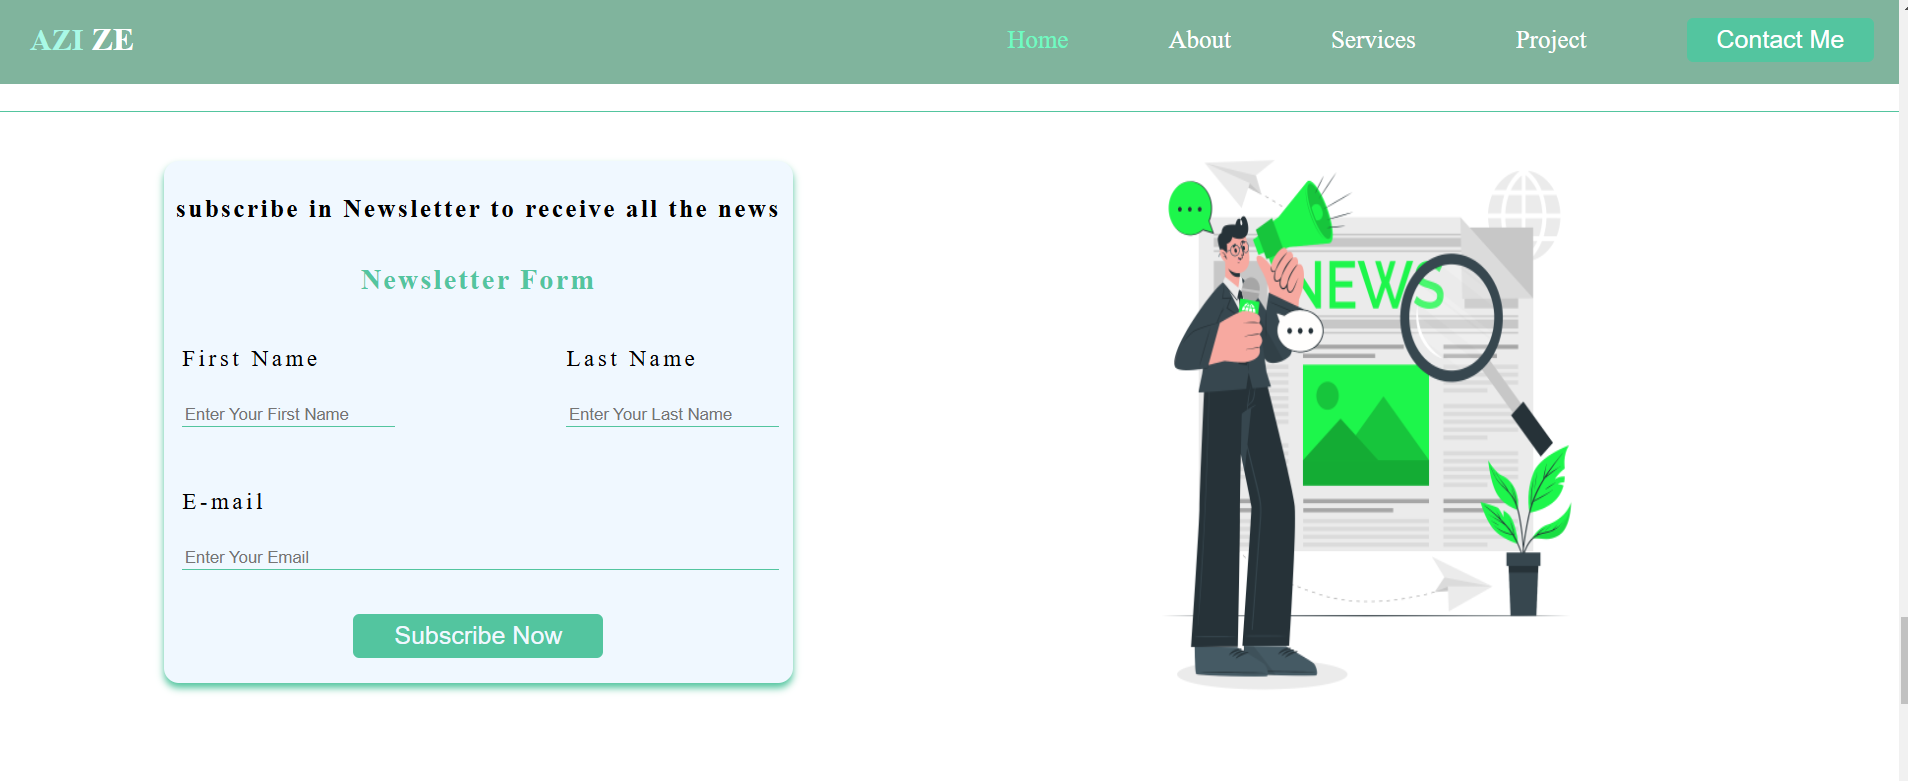 AZI ZE
Home
About
Services
Project
Contact Me
subscribe in Newsletter to receive all the news
Newsletter Form
First Name
Last Name
Enter Your First Name
Enter Your Last Name
E-mail
Enter Your Email
Subscribe Now
NEWS